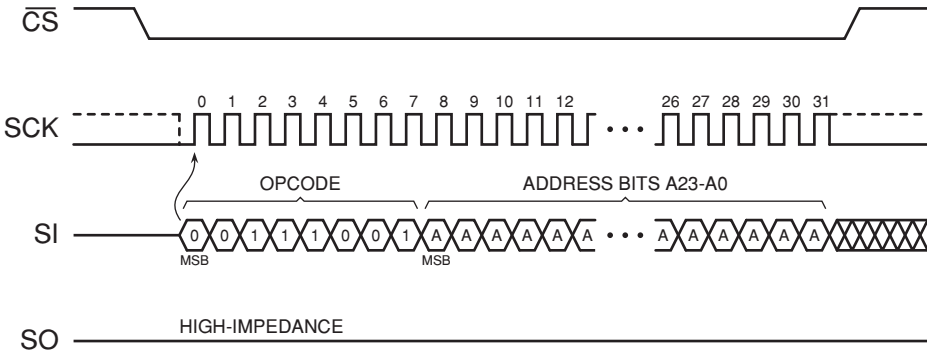 CS
0 1 2 3 4 5 6 7 8 9 10 11 12 26 27 28 29 30 31
SCK
OPCODE ADDRESS BITS A23-A0
SI 0 0 1 1 1 0 0 1 A A A A A A A A A A A A
MSB MSB
HIGH-IMPEDANCE
SO